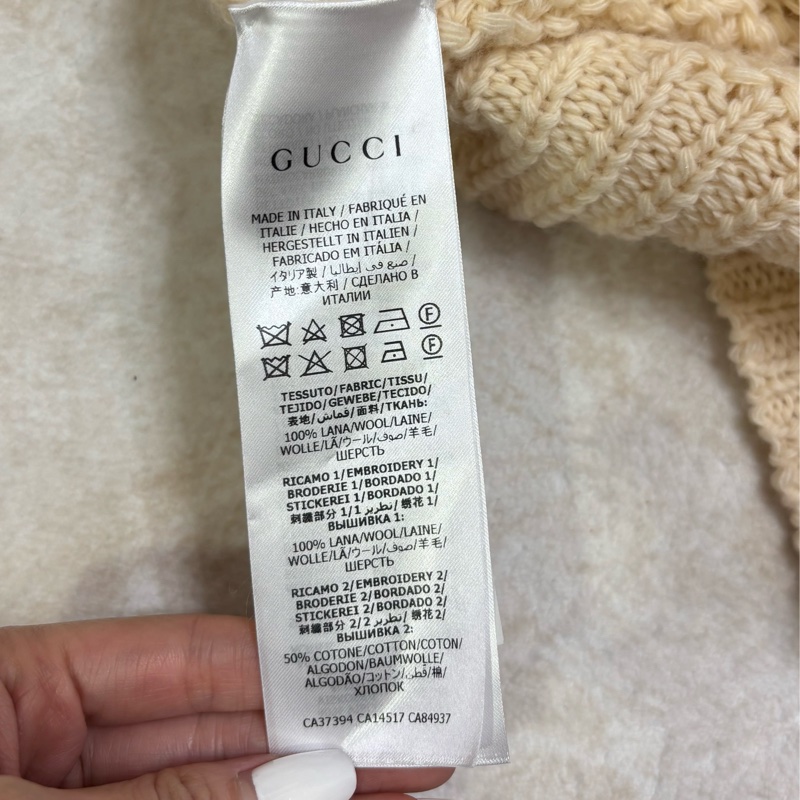 GUCCI
MADE IN ITALY / FABRIQUÉ EN
ITALIE / HECHO EN ITALIA /
HERGESTELLT IN ITALIEN /
FABRICADO EM ITÁLIA /
イタリア製 / صنع في إيطاليا /
产地:意大利 / СДЕЛАНО В
ИТАЛИИ
F
F
TESSUTO/FABRIC/TISSU/
TEJIDO/GEWEBE/TECIDO/
表地/قماش/面料/ТКАНЬ:
100% LANA/WOOL/LAINE/
WOLLE/LÃ/ウール/صوف/羊毛/
ШЕРСТЬ
RICAMO 1/EMBROIDERY 1/
BRODERIE 1/BORDADO 1/
STICKEREI 1/BORDADO 1/
刺繍部分 1/تطريز 1/绣花 1/
ВЫШИВКА 1:
100% LANA/WOOL/LAINE/
WOLLE/LÃ/ウール/صوف/羊毛/
ШЕРСТЬ
RICAMO 2/EMBROIDERY 2/
BRODERIE 2/BORDADO 2/
STICKEREI 2/BORDADO 2/
刺繍部分 2/تطريز 2/绣花 2/
ВЫШИВКА 2:
50% COTONE/COTTON/COTON/
ALGODON/BAUMWOLLE/
ALGODÃO/コットン/قطن/棉/
ХЛОПОК
CA37394 CA14517 CA84937